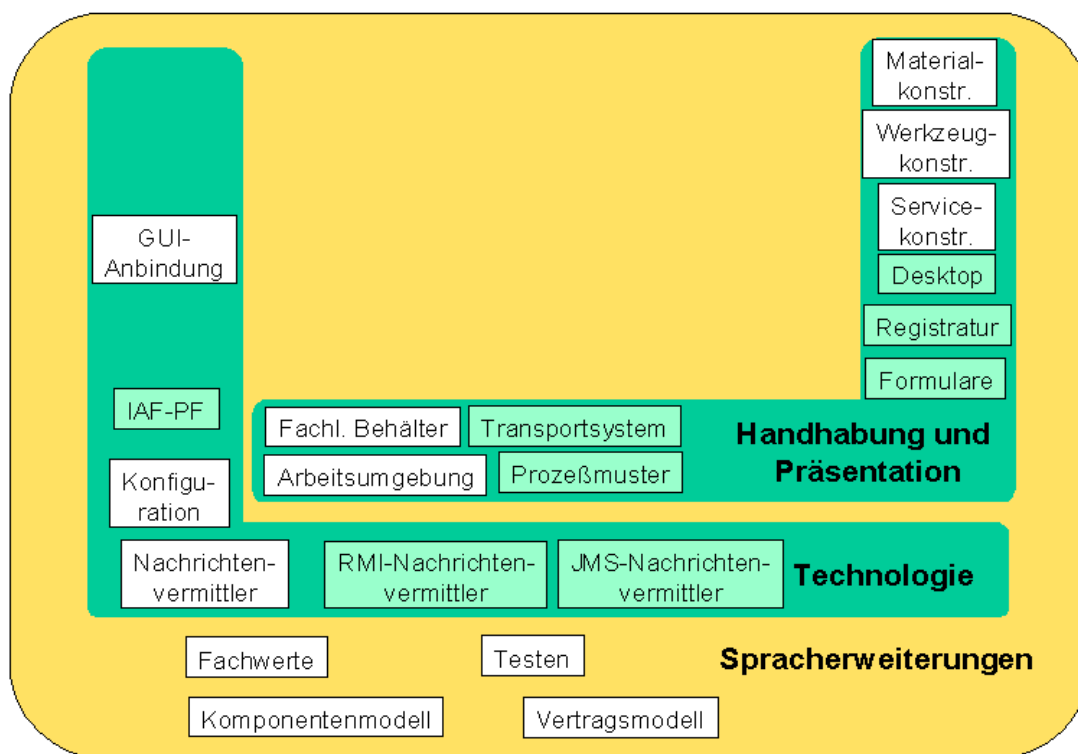 Material-
konstr.
Werkzeug-
konstr.
Service-
konstr.
Desktop
Registratur
Formulare
GUI-
Anbindung
IAF-PF
Konfigu-
ration
Fachl. Behälter
Transportsystem
Arbeitsumgebung
Prozeßmuster
Handhabung und
Präsentation
Nachrichten-
vermittler
RMI-Nachrichten-
vermittler
JMS-Nachrichten-
vermittler
Technologie
Fachwerte
Testen
Spracherweiterungen
Komponentenmodell
Vertragsmodell